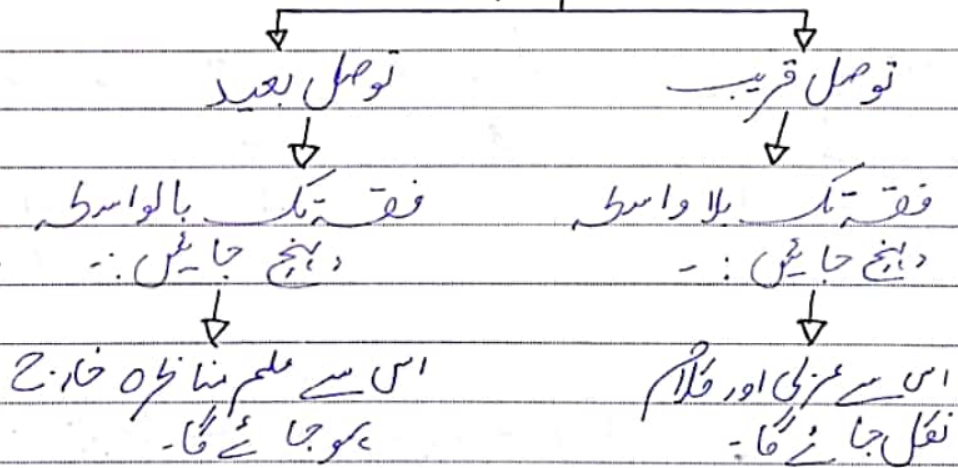 توصل قریب
توصل بعید
فقہ تک بلا واسطہ
پہنچ جائیں :-
فقہ تک بالواسطہ
پہنچ جائیں :-
اس سے عربی اور کلام
نکل جائے گا۔
اس سے علم مناظرہ خارج
ہو جائے گا۔